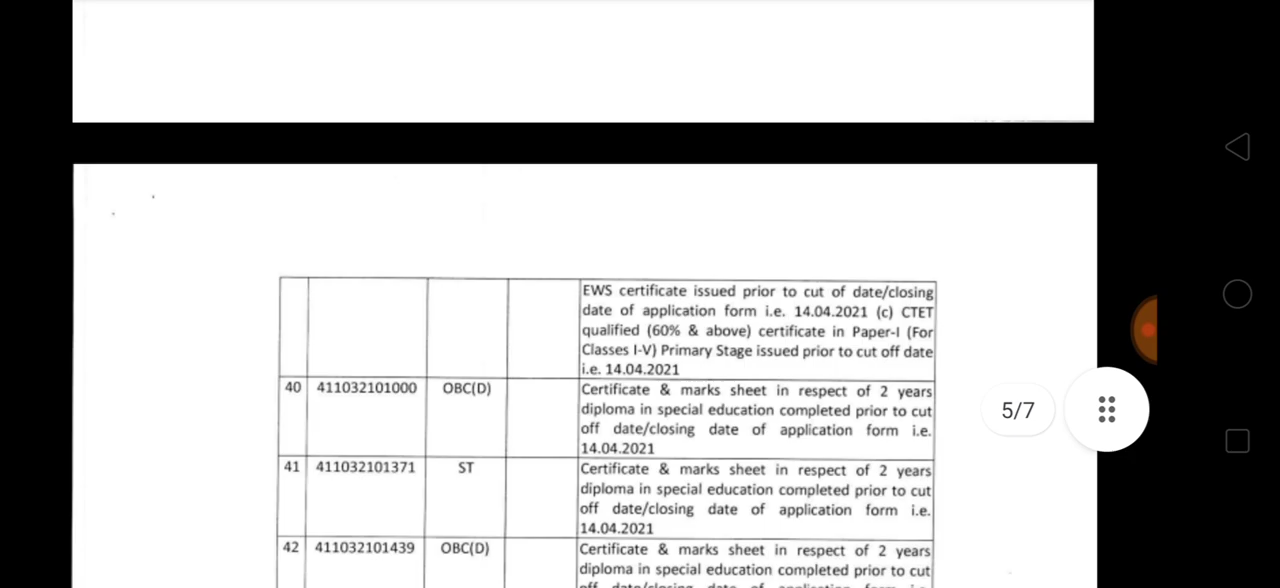 EWS certificate issued prior to cut of date/closing
date of application form i.e. 14.04.2021 (c) CTET
qualified (60% & above) certificate in Paper-I (For
Classes I-V) Primary Stage issued prior to cut off date
i.e. 14.04.2021
40 411032101000 OBC(D) Certificate & marks sheet in respect of 2 years
diploma in special education completed prior to cut
off date/closing date of application form i.e.
14.04.2021
5/7
41 411032101371 ST Certificate & marks sheet in respect of 2 years
diploma in special education completed prior to cut
off date/closing date of application form i.e.
14.04.2021
42 411032101439 OBC(D) Certificate & marks sheet in respect of 2 years
diploma in special education completed prior to cut